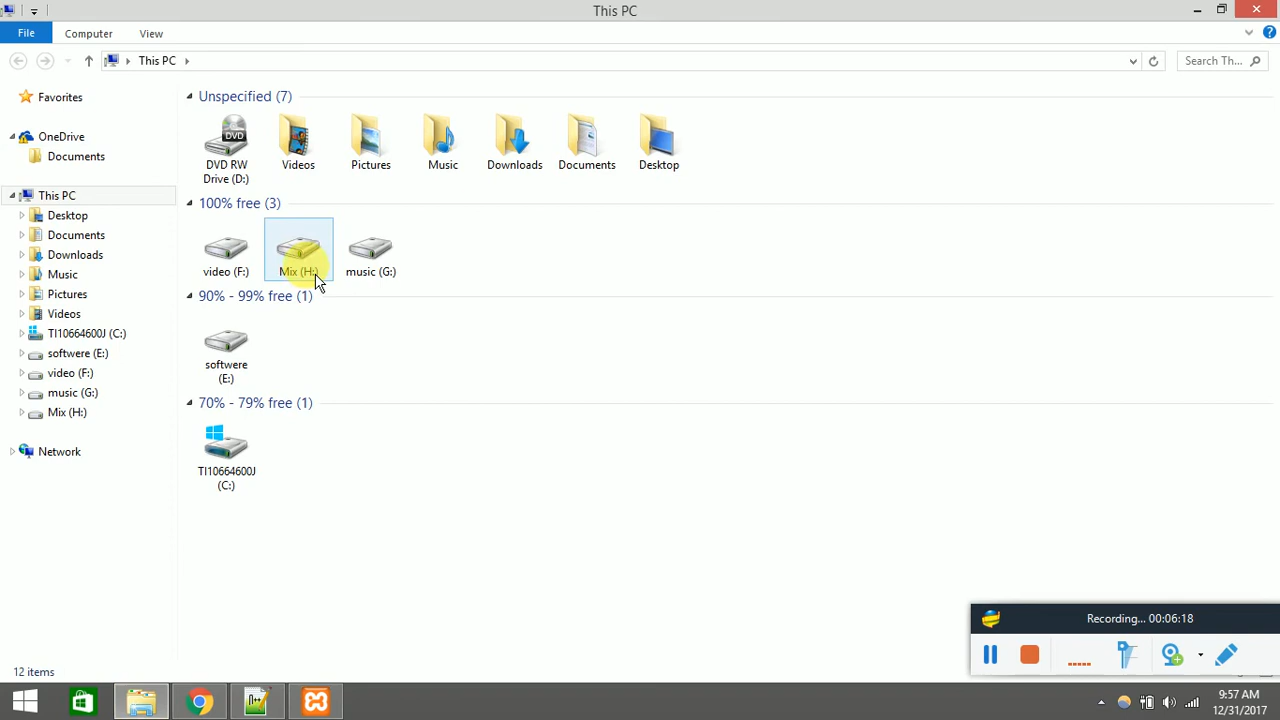 This PC
File
Computer
View
This PC
Search Th...
Favorites
OneDrive
Documents
This PC
Desktop
Documents
Downloads
Music
Pictures
Videos
TI10664600J (C:)
softwere (E:)
video (F:)
music (G:)
Mix (H:)
Network
Unspecified (7)
DVD
DVD RW
Drive (D:)
Videos
Pictures
Music
Downloads
Documents
Desktop
100% free (3)
video (F:)
Mix (H:)
music (G:)
90% - 99% free (1)
softwere
(E:)
70% - 79% free (1)
TI10664600J
(C:)
Recording... 00:06:18
12 items
9:57 AM
12/31/2017